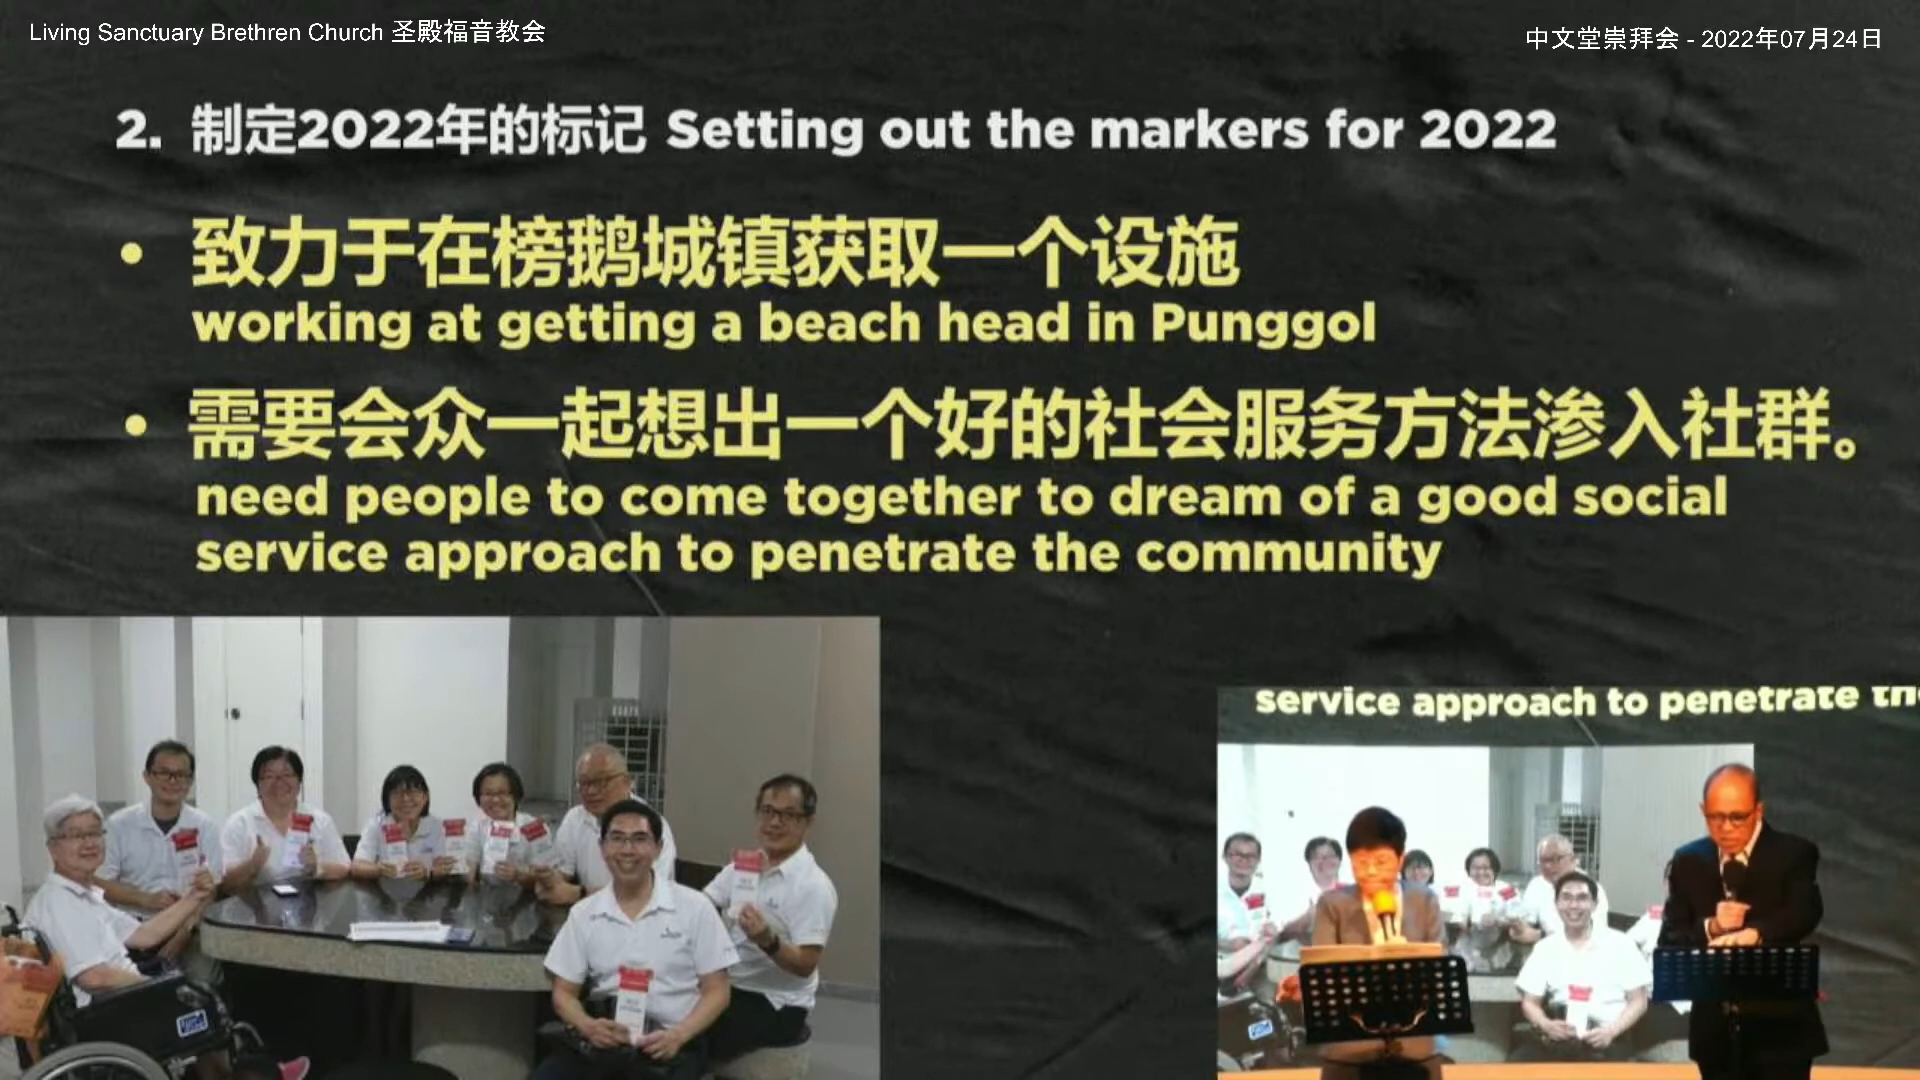 Living Sanctuary Brethren Church 圣殿福音教会
中文堂崇拜会 - 2022年07月24日
2. 制定2022年的标记 Setting out the markers for 2022
• 致力于在榜鹅城镇获取一个设施
working at getting a beach head in Punggol
• 需要会众一起想出一个好的社会服务方法渗入社群。
need people to come together to dream of a good social
service approach to penetrate the community
service approach to penetrate